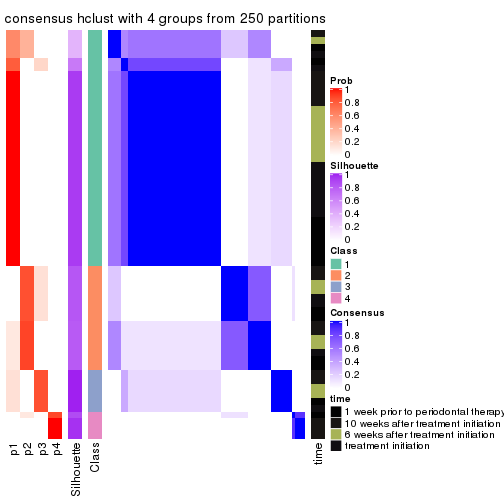 consensus hclust with 4 groups from 250 partitions
Prob
1
0.8
0.6
0.4
0.2
0
Silhouette
1
0.8
0.6
0.4
0.2
0
Class
1
2
3
4
Consensus
1
0.8
0.6
0.4
0.2
0
time
1 week prior to periodontal therapy
10 weeks after treatment initiation
6 weeks after treatment initiation
treatment initiation
p1
p2
p3
p4
Silhouette
Class
time